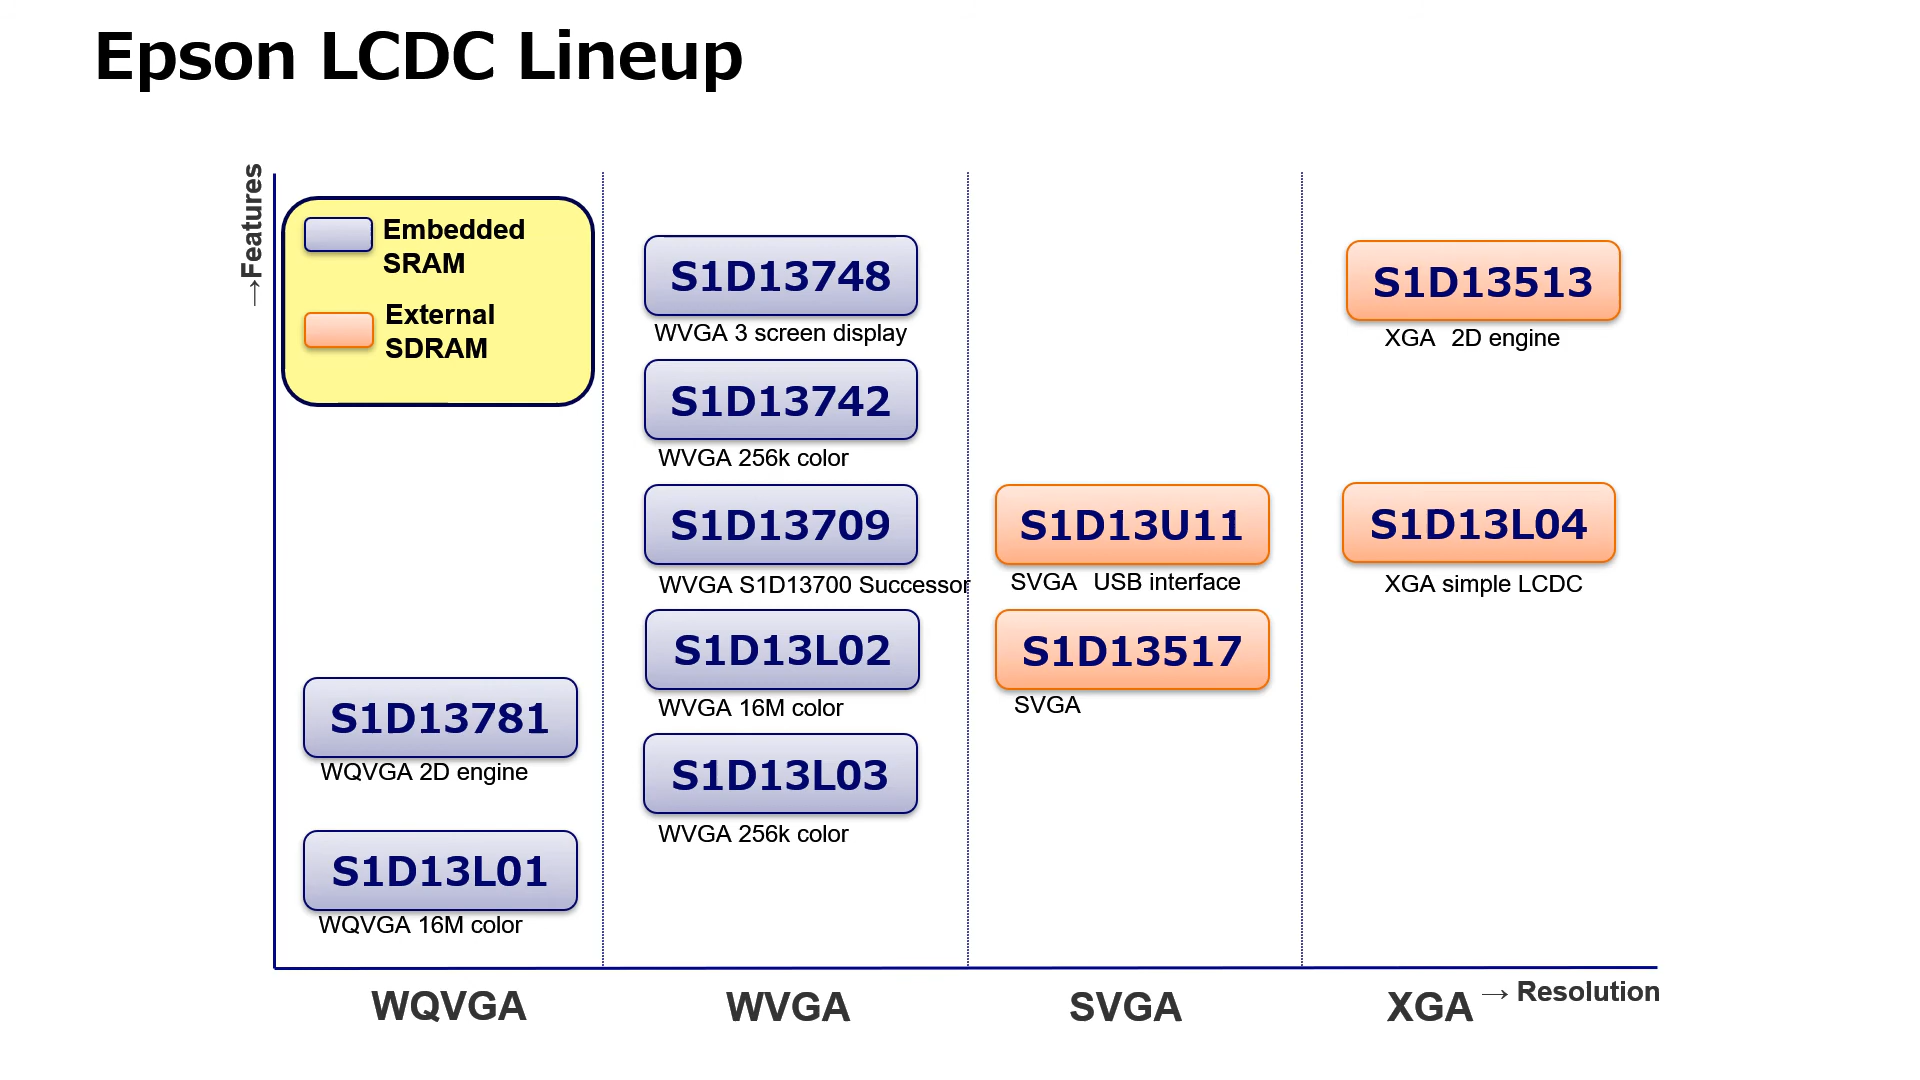 Epson LCDC Lineup
→Features
Embedded
SRAM
External
SDRAM
S1D13781
WQVGA 2D engine
S1D13L01
WQVGA 16M color
S1D13748
WVGA 3 screen display
S1D13742
WVGA 256k color
S1D13709
WVGA S1D13700 Successor
S1D13L02
WVGA 16M color
S1D13L03
WVGA 256k color
S1D13U11
SVGA USB interface
S1D13517
SVGA
S1D13513
XGA 2D engine
S1D13L04
XGA simple LCDC
WQVGA
WVGA
SVGA
XGA
→ Resolution